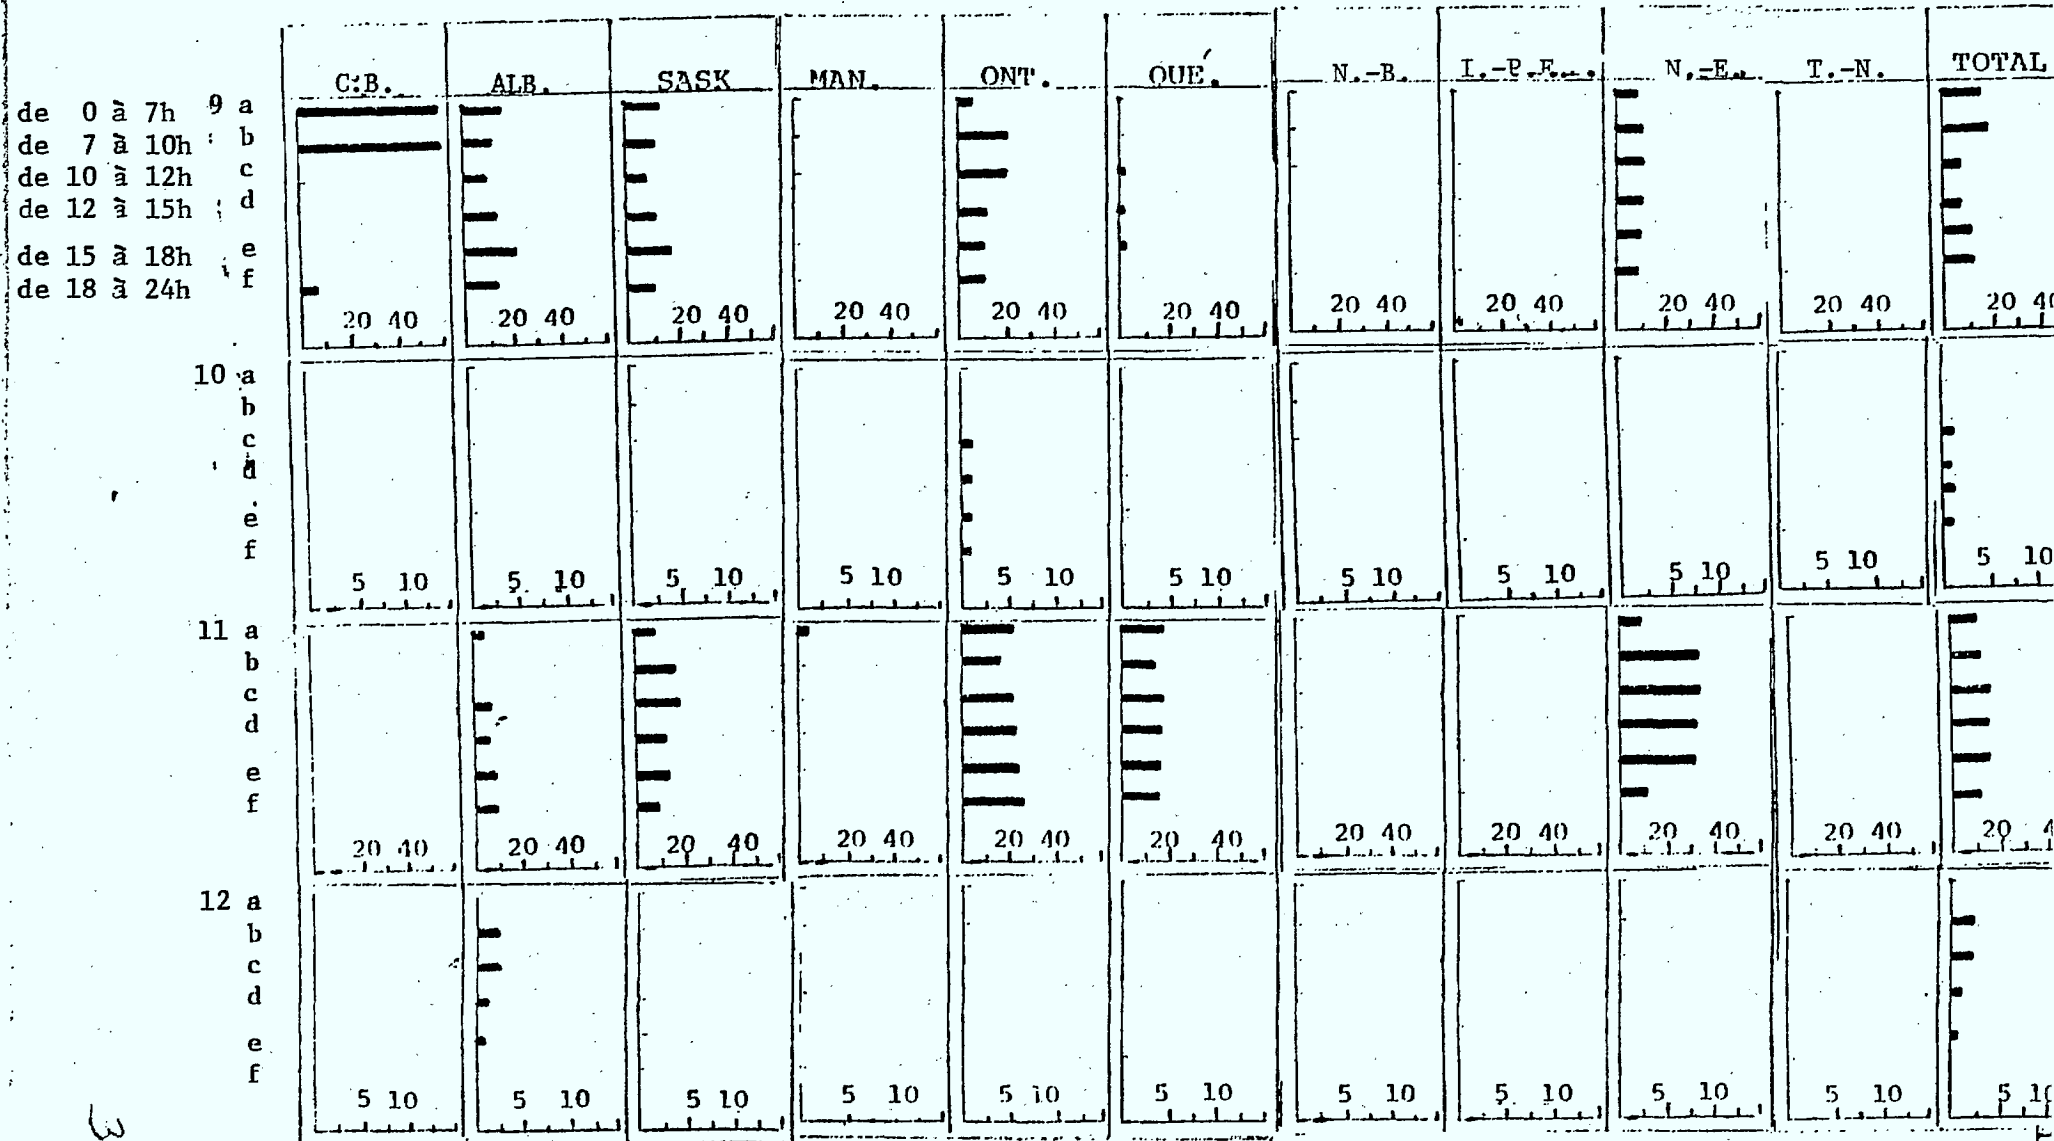 C.B. ALB. SASK MAN. ONT. QUÉ. N.-B. I.-P.-E. N.-E. T.-N. TOTAL
de 0 à 7h 9 a
de 7 à 10h b
de 10 à 12h c
de 12 à 15h d
de 15 à 18h e
de 18 à 24h f
20 40 20 40 20 40 20 40 20 40 20 40 20 40 20 40 20 40 20 40 20
10 a
b
c
d
e
f
5 10 5 10 5 10 5 10 5 10 5 10 5 10 5 10 5 10 5 10 5 10
11 a
b
c
d
e
f
20 40 20 40 20 40 20 40 20 40 20 40 20 40 20 40 20 40 20 40 20
12 a
b
c
d
e
f
5 10 5 10 5 10 5 10 5 10 5 10 5 10 5 10 5 10 5 10 5
3